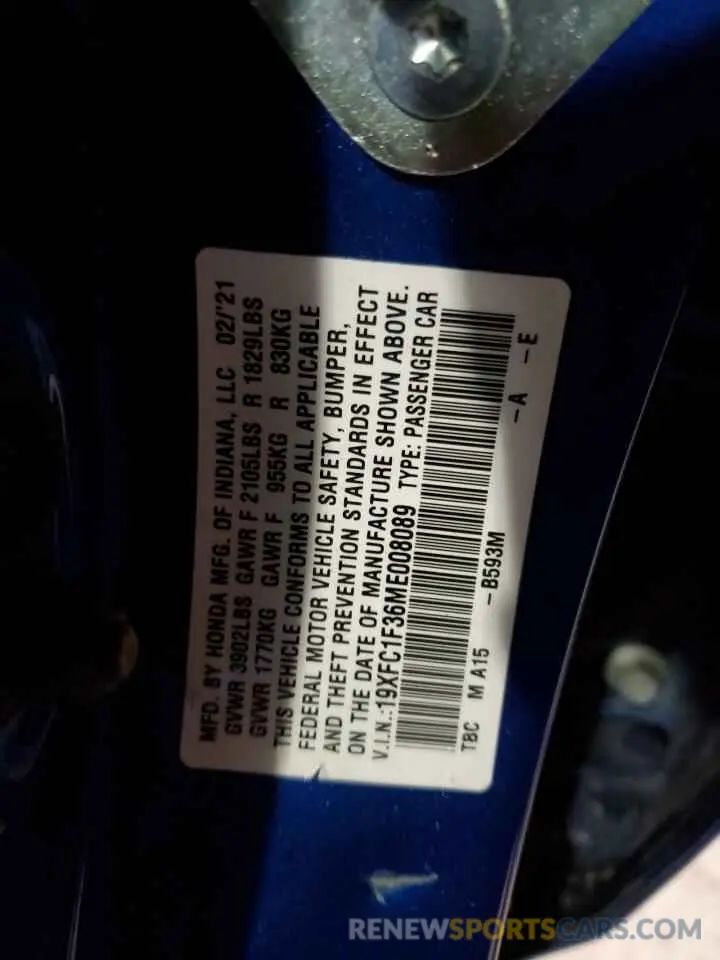 MFD. BY HONDA MFG. OF INDIANA, LLC 02/"21
GVWR 3902LBS GAWR F 2105LBS R 1829LBS
GVWR 1770KG GAWR F 955KG R 830KG
THIS VEHICLE CONFORMS TO ALL APPLICABLE
FEDERAL MOTOR VEHICLE SAFETY, BUMPER,
AND THEFT PREVENTION STANDARDS IN EFFECT
ON THE DATE OF MANUFACTURE SHOWN ABOVE.
V.I.N.:19XFC1F36ME008089 TYPE: PASSENGER CAR
TBC M A15 -B593M -A -E
RENEWSPORTSCARS.COM